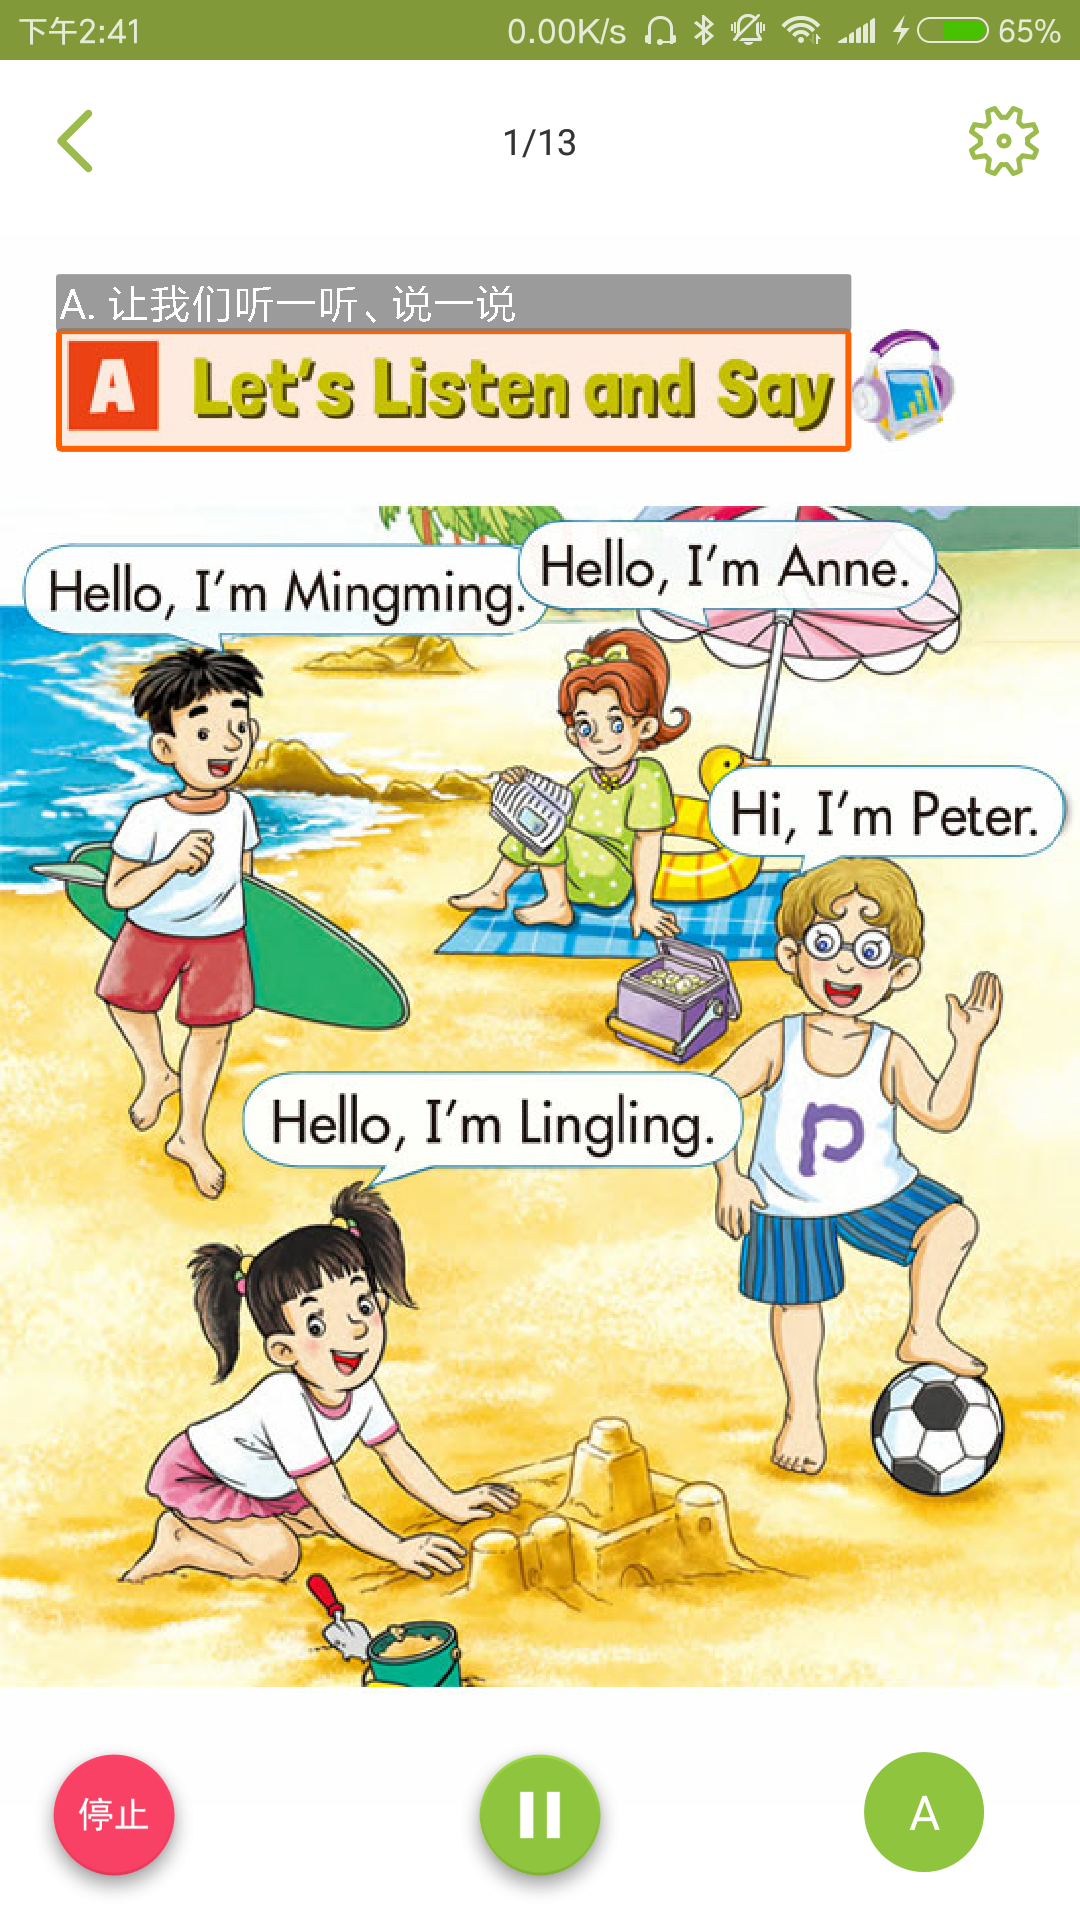 下午2:41
0.00K/s
65%
1/13
A. 让我们听一听、说一说
A Let's Listen and Say
Hello, I'm Mingming.
Hello, I'm Anne.
Hi, I'm Peter.
Hello, I'm Lingling.
P
停止
A